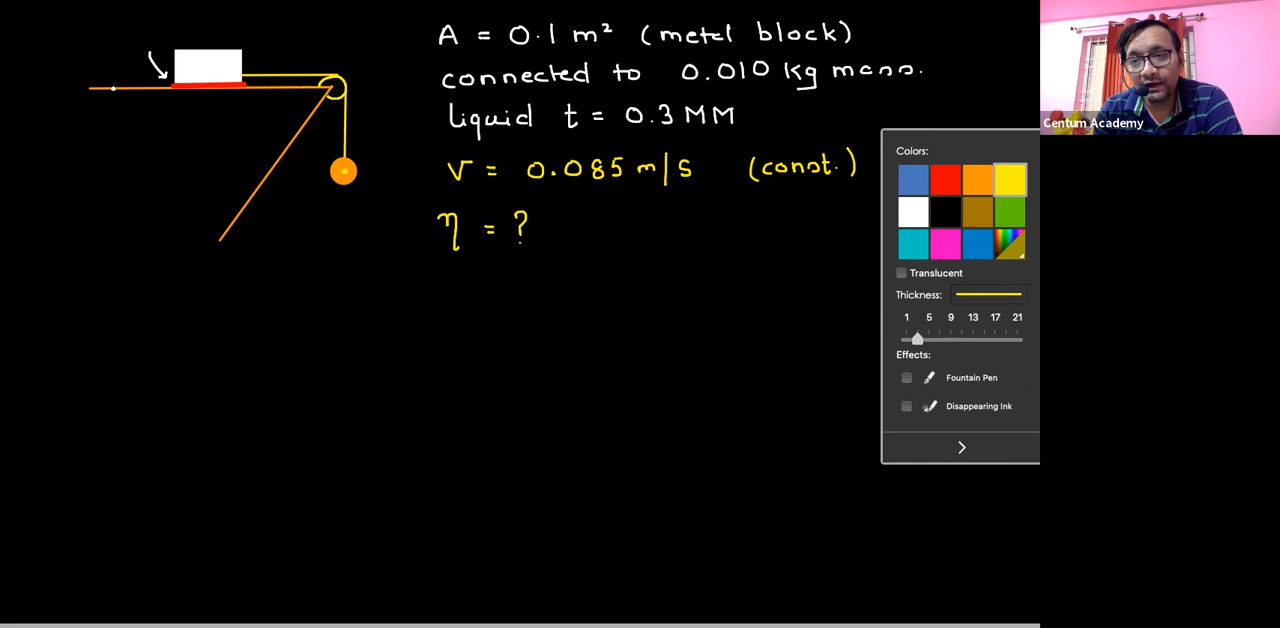 A = 0.1 m² (metal block)
connected to 0.010 kg mass.
liquid t = 0.3 MM
v = 0.085 m/s (const.)
η = ?
Centum Academy
Colors:
Translucent
Thickness:
1 5 9 13 17 21
Effects:
Fountain Pen
Disappearing Ink